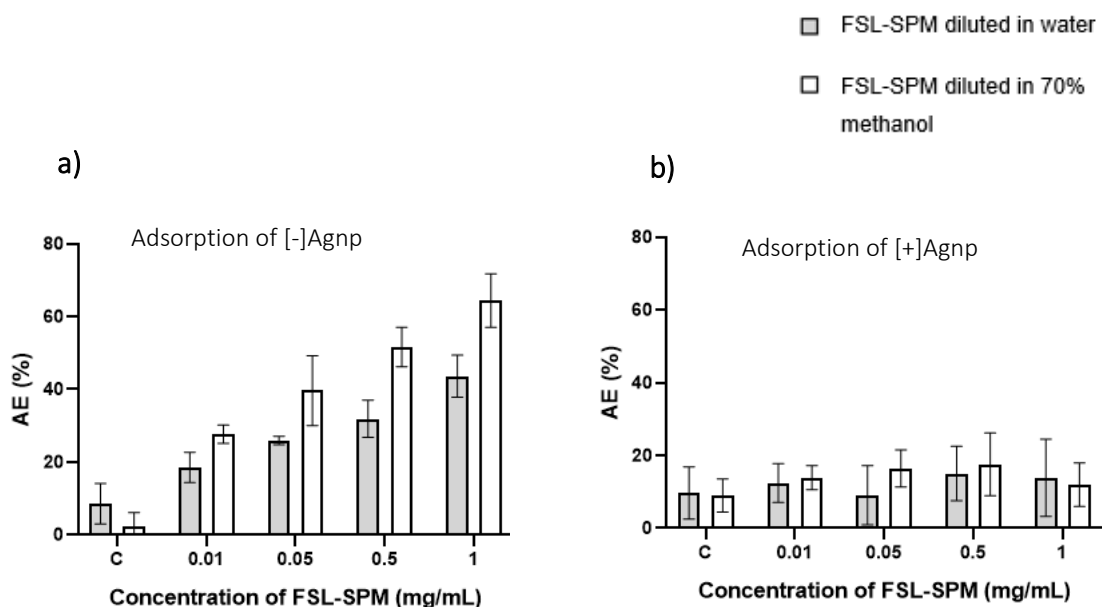 FSL-SPM diluted in water
FSL-SPM diluted in 70%
methanol
a)
Adsorption of [-]Agnp
AE (%)
80
60
40
20
0
C 0.01 0.05 0.5 1
Concentration of FSL-SPM (mg/mL)
b)
Adsorption of [+]Agnp
AE (%)
80
60
40
20
0
C 0.01 0.05 0.5 1
Concentration of FSL-SPM (mg/mL)